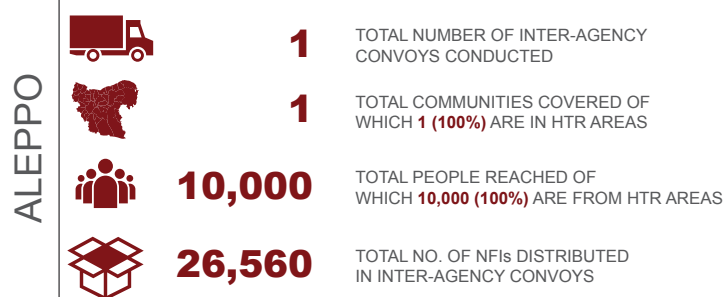 ALEPPO
1
TOTAL NUMBER OF INTER-AGENCY
CONVOYS CONDUCTED
1
TOTAL COMMUNITIES COVERED OF
WHICH 1 (100%) ARE IN HTR AREAS
10,000
TOTAL PEOPLE REACHED OF
WHICH 10,000 (100%) ARE FROM HTR AREAS
26,560
TOTAL NO. OF NFIs DISTRIBUTED
IN INTER-AGENCY CONVOYS